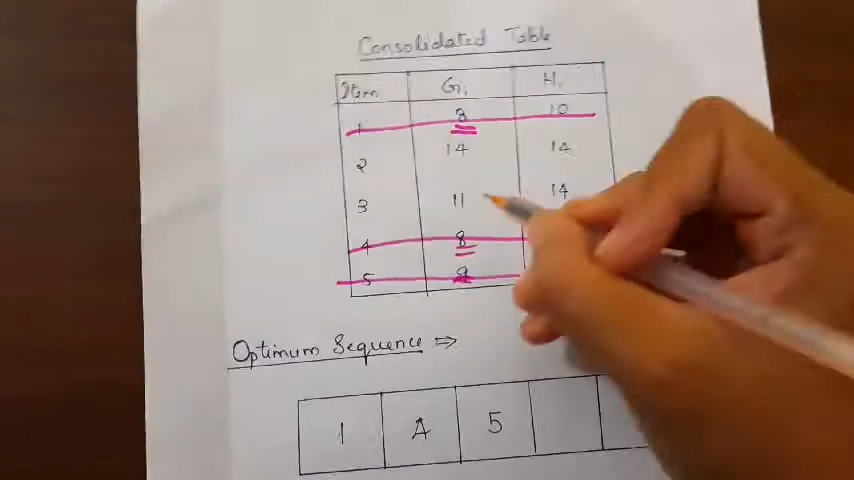 Consolidated Table
Item Gi Hi
1 8 10
2 14 14
3 11 14
4 8
5 9
Optimum Sequence ⇒
1 4 5